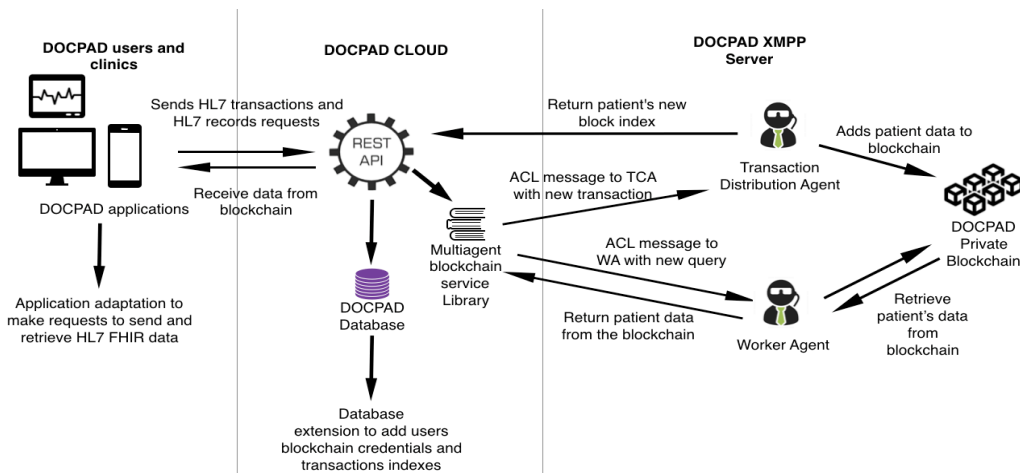 DOCPAD users and
clinics
DOCPAD CLOUD
DOCPAD XMPP
Server
Sends HL7 transactions and
HL7 records requests
REST
API
Receive data from
blockchain
DOCPAD applications
Application adaptation to
make requests to send and
retrieve HL7 FHIR data
DOCPAD
Database
Database
extension to add users
blockchain credentials and
transactions indexes
Multiagent
blockchain
service
Library
Return patient's new
block index
ACL message to TCA
with new transaction
ACL message to
WA with new query
Return patient data
from the blockchain
Transaction
Distribution Agent
Worker Agent
Adds patient data to
blockchain
DOCPAD
Private
Blockchain
Retrieve
patient's data
from
blockchain